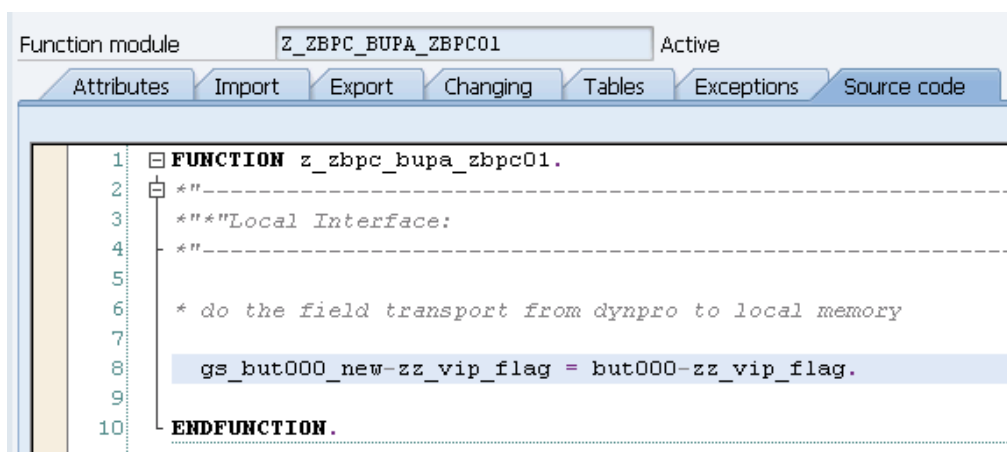 Function module Z_ZBPC_BUPA_ZBPC01 Active
Attributes Import Export Changing Tables Exceptions Source code
1 FUNCTION z_zbpc_bupa_zbpc01.
2 *"----------------------------------------------------------------------
3 *"*"Local Interface:
4 *"----------------------------------------------------------------------
5
6 * do the field transport from dynpro to local memory
7
8 gs_but000_new-zz_vip_flag = but000-zz_vip_flag.
9
10 ENDFUNCTION.